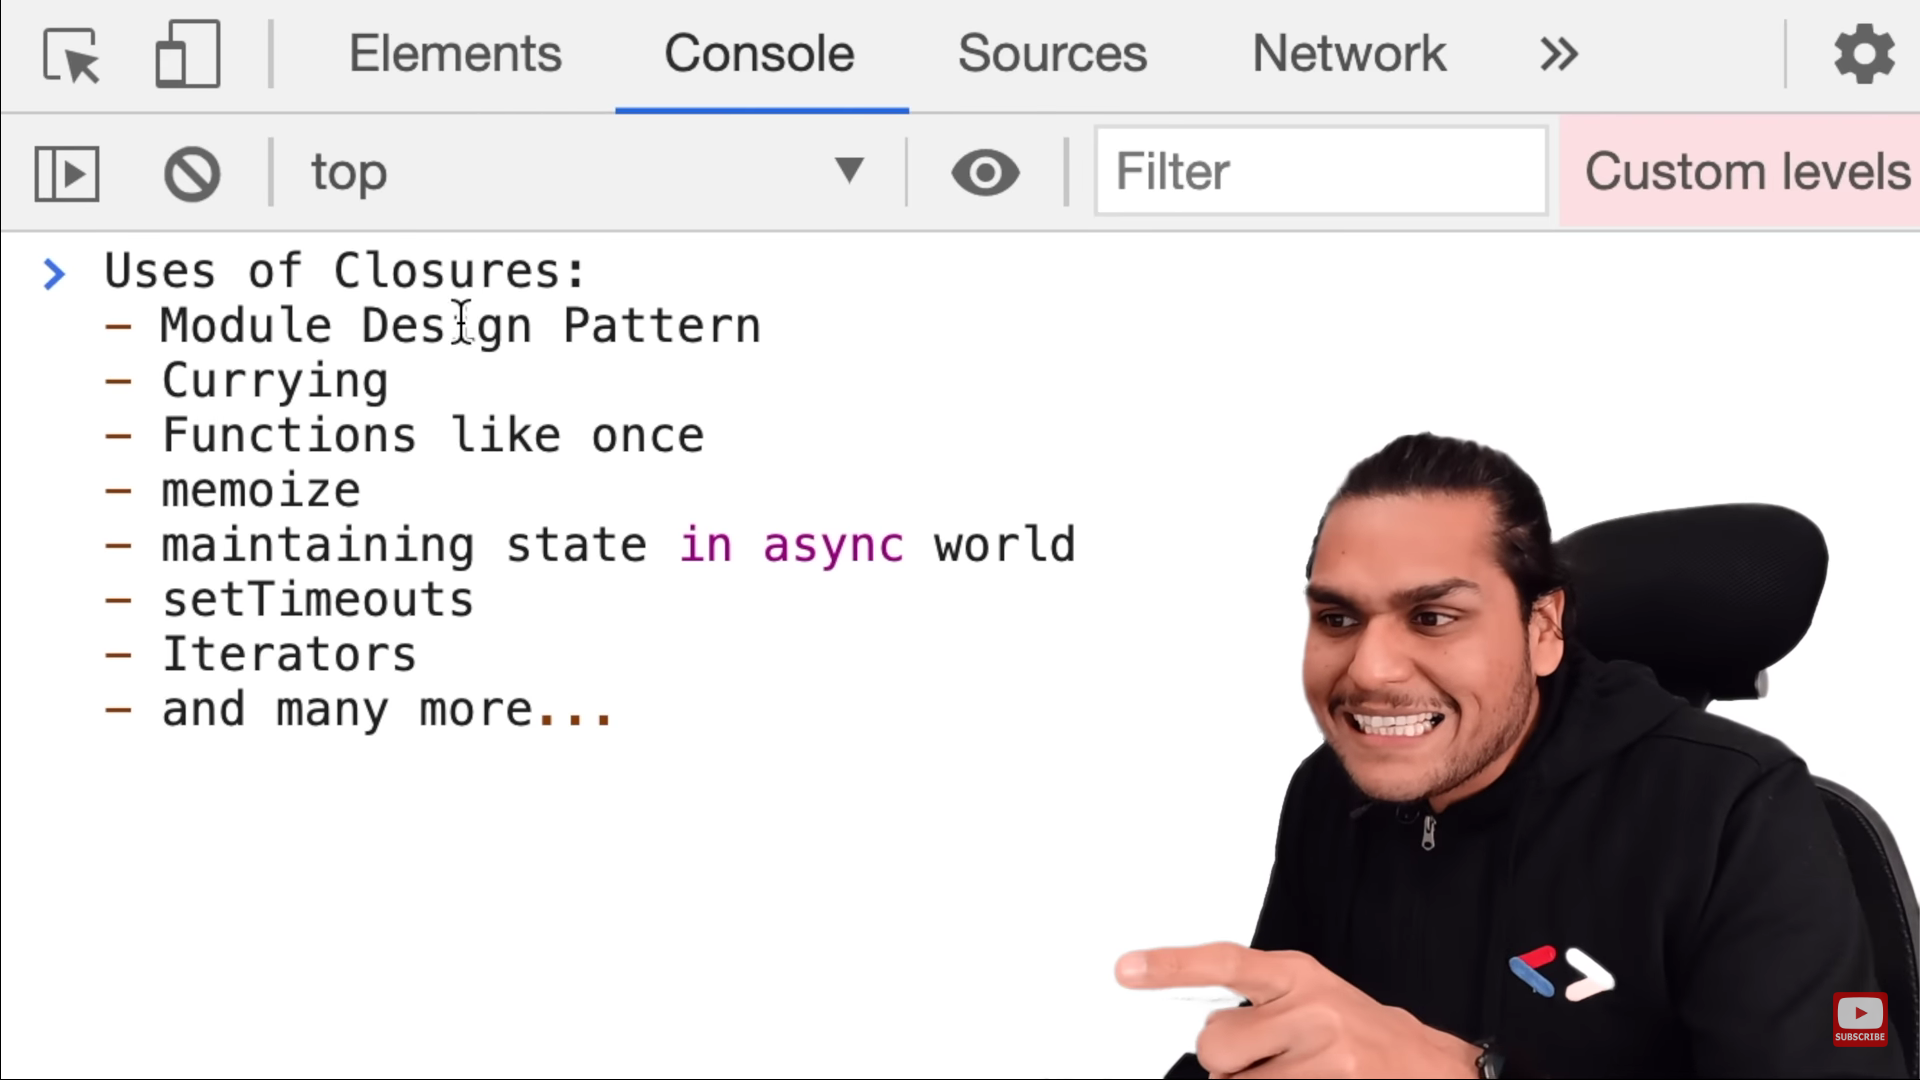 Elements Console Sources Network
top Filter Custom levels
Uses of Closures:
- Module Design Pattern
- Currying
- Functions like once
- memoize
- maintaining state in async world
- setTimeouts
- Iterators
- and many more...
SUBSCRIBE